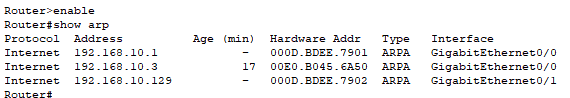 Router>enable
Router#show arp
Protocol  Address          Age (min)  Hardware Addr   Type   Interface
Internet  192.168.10.1            -   000D.BDEE.7901  ARPA   GigabitEthernet0/0
Internet  192.168.10.3            17  00E0.B045.6A50  ARPA   GigabitEthernet0/0
Internet  192.168.10.129          -   000D.BDEE.7902  ARPA   GigabitEthernet0/1
Router#